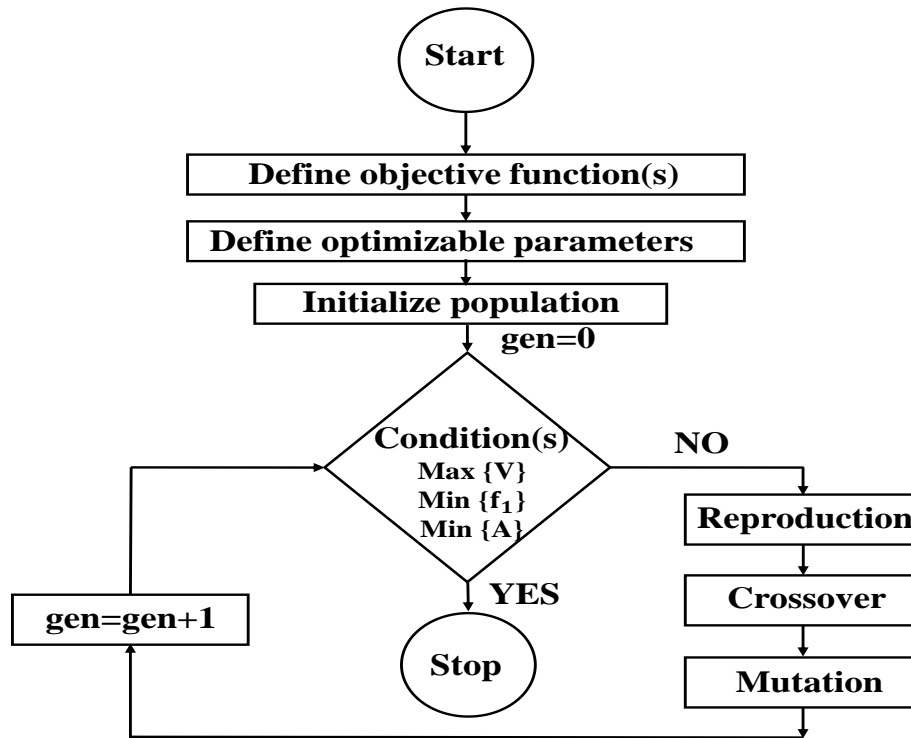 Start
Define objective function(s)
Define optimizable parameters
Initialize population
gen=0
Condition(s)
Max {V}
Min {f₁}
Min {A}
NO
Reproduction
Crossover
Mutation
YES
Stop
gen=gen+1